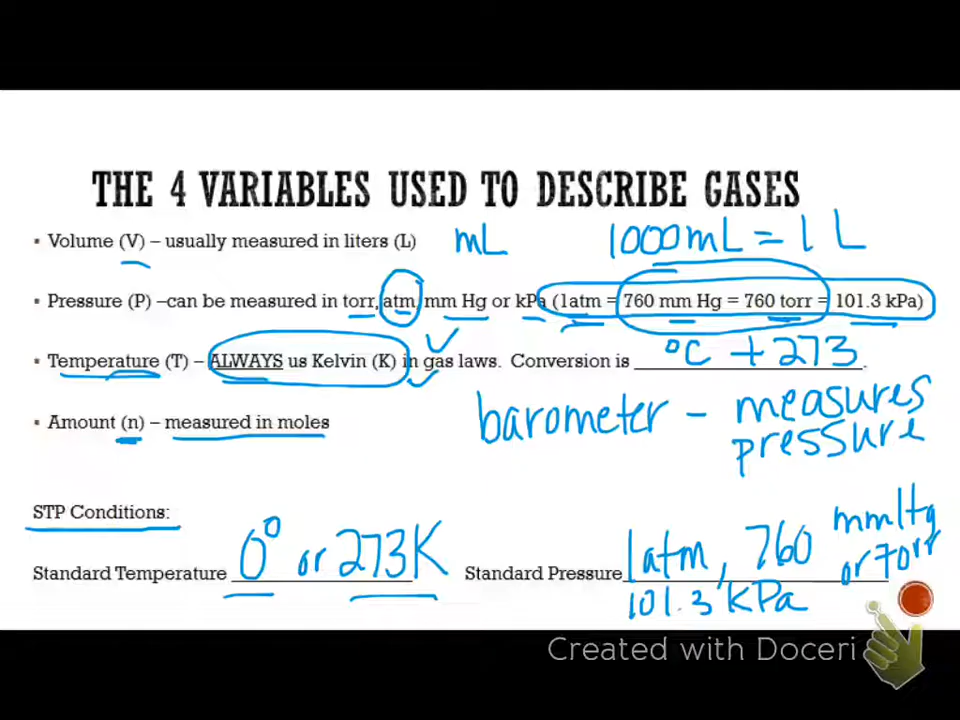 THE 4 VARIABLES USED TO DESCRIBE GASES
▪ Volume (V) – usually measured in liters (L) mL 1000mL = 1 L
▪ Pressure (P) –can be measured in torr, atm, mm Hg or kPa (1atm = 760 mm Hg = 760 torr = 101.3 kPa)
▪ Temperature (T) – ALWAYS us Kelvin (K) in gas laws. Conversion is °C + 273.
barometer – measures
pressure
▪ Amount (n) – measured in moles
STP Conditions:
Standard Temperature 0° or 273K
Standard Pressure 1atm, 760 mmHg
or torr
101.3 kPa
Created with Doceri